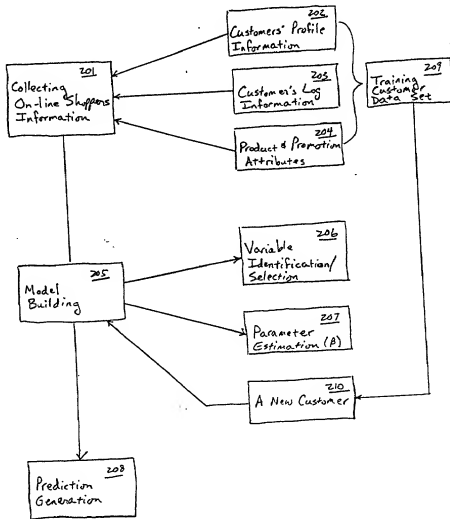 202
Customers' Profile
Information
201
Collecting
On-line Shoppers
Information
203
Customer's Log
Information
209
Training
Customer
Data Set
204
Product & Promotion
Attributes
206
Variable
Identification/
Selection
205
Model
Building
207
Parameter
Estimation (β)
210
A New Customer
208
Prediction
Generation